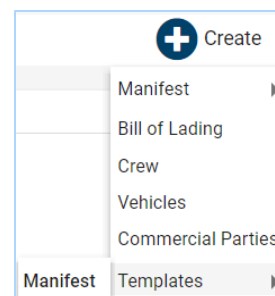 Create
Manifest
Bill of Lading
Crew
Vehicles
Commercial Parties
Manifest Templates